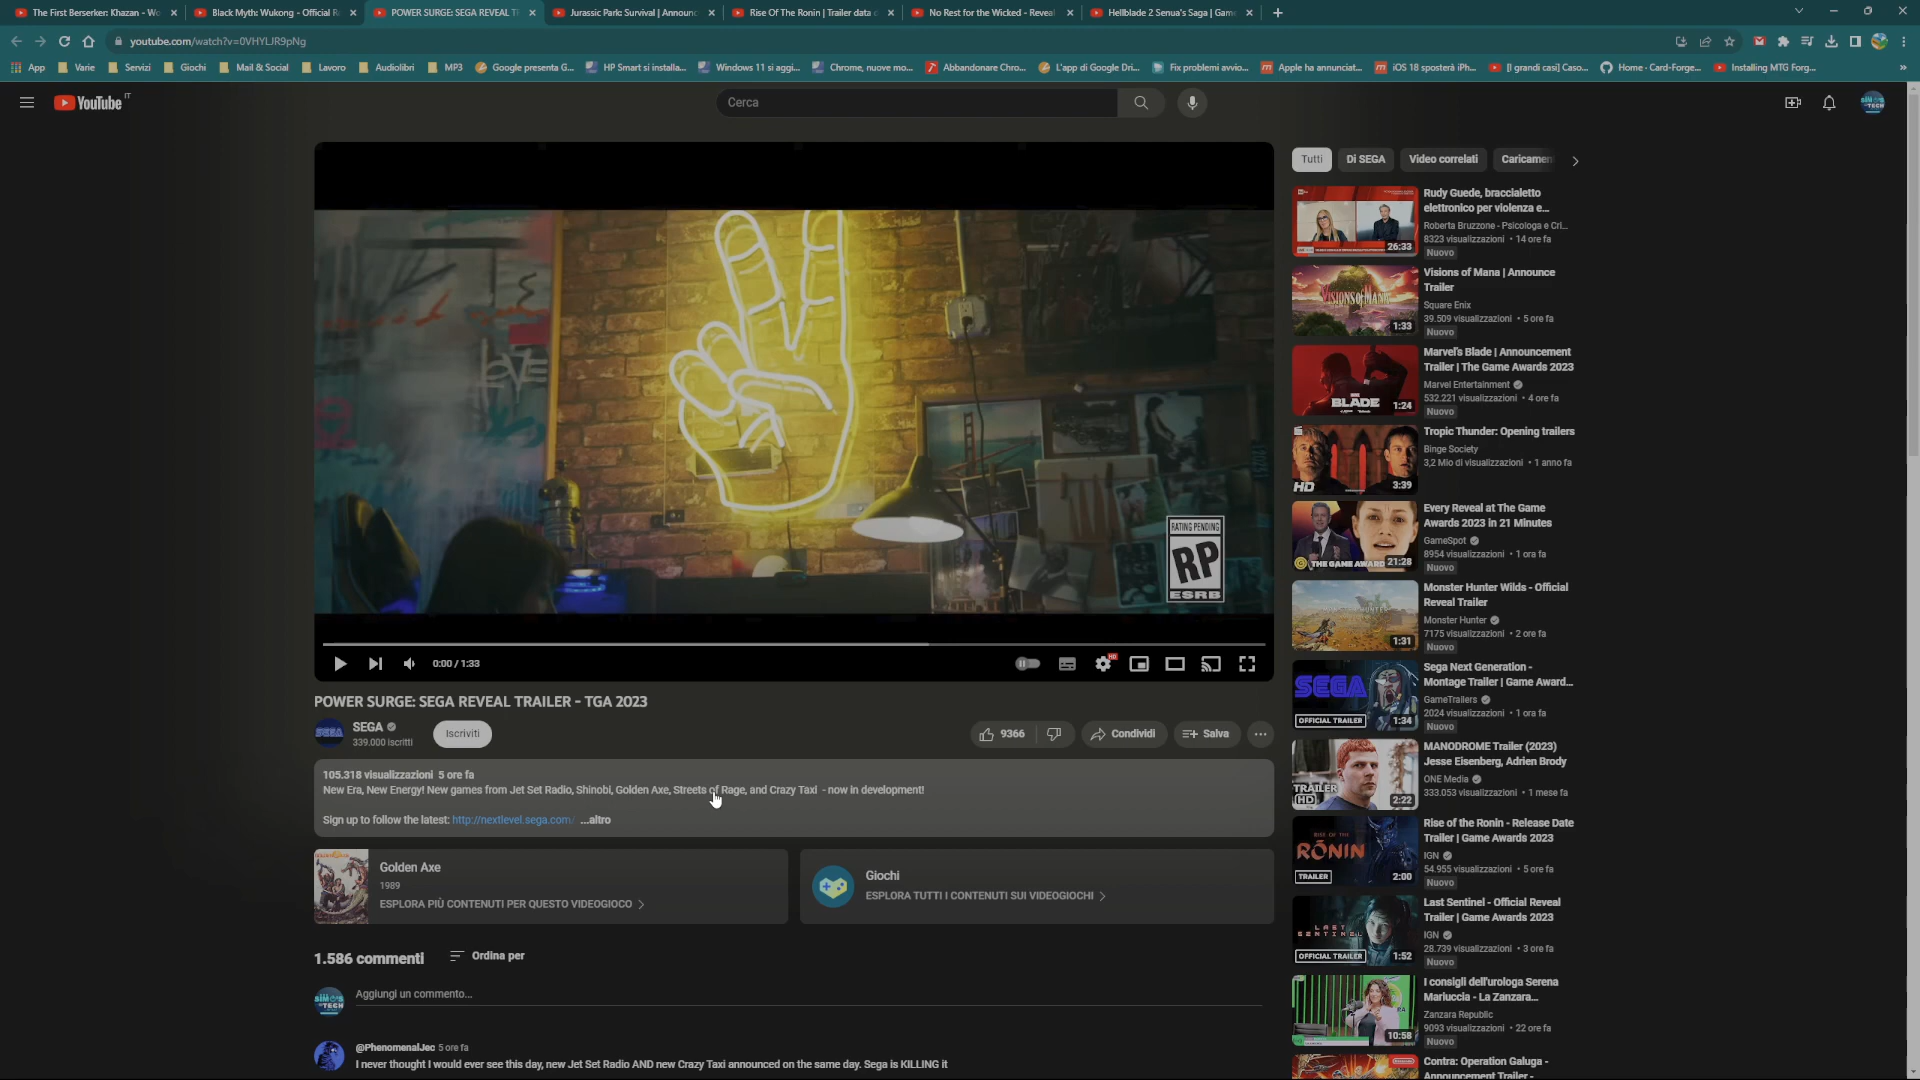 The First Berserker: Khazan - Wo
Black Myth: Wukong - Official R
POWER SURGE: SEGA REVEAL T
Jurassic Park: Survival | Announc
Rise Of The Ronin | Trailer data
No Rest for the Wicked - Reveal
Hellblade 2 Senua's Saga | Gam
youtube.com/watch?v=0VHYLJR9pNg
App
Varie
Servizi
Giochi
Mail & Social
Lavoro
Audiolibri
MP3
Google presenta G...
HP Smart si installa...
Windows 11 si aggi...
Chrome, nuove mo...
Abbandonare Chro...
L'app di Google Dri...
Fix problemi avvio...
Apple ha annunciat...
iOS 18 sposterà iPh...
[I grandi casi] Caso...
Home · Card-Forge...
Installing MTG Forg...
YouTube IT
Cerca
RATING PENDING
RP
ESRB
0:00 / 1:33
HD
POWER SURGE: SEGA REVEAL TRAILER - TGA 2023
SEGA
339.000 iscritti
Iscriviti
9366
Condividi
Salva
105.318 visualizzazioni 5 ore fa
New Era, New Energy! New games from Jet Set Radio, Shinobi, Golden Axe, Streets of Rage, and Crazy Taxi - now in development!
Sign up to follow the latest: http://nextlevel.sega.com/ ...altro
Golden Axe
1989
ESPLORA PIÙ CONTENUTI PER QUESTO VIDEOGIOCO
Giochi
ESPLORA TUTTI I CONTENUTI SUI VIDEOGIOCHI
1.586 commenti
Ordina per
Aggiungi un commento...
@PhenomenalJec 5 ore fa
I never thought I would ever see this day, new Jet Set Radio AND new Crazy Taxi announced on the same day. Sega is KILLING it
Tutti
Di SEGA
Video correlati
Caricamen
26:33
Rudy Guede, braccialetto
elettronico per violenza e...
Roberta Bruzzone - Psicologa e Cri...
8323 visualizzazioni • 14 ore fa
Nuovo
VISIONS of MANA
1:33
Visions of Mana | Announce
Trailer
Square Enix
39.509 visualizzazioni • 5 ore fa
Nuovo
BLADE
1:24
Marvel's Blade | Announcement
Trailer | The Game Awards 2023
Marvel Entertainment
532.221 visualizzazioni • 4 ore fa
Nuovo
HD
3:39
Tropic Thunder: Opening trailers
Binge Society
3,2 Mio di visualizzazioni • 1 anno fa
THE GAME AWARD
21:28
Every Reveal at The Game
Awards 2023 in 21 Minutes
GameSpot
8954 visualizzazioni • 1 ora fa
Nuovo
1:31
Monster Hunter Wilds - Official
Reveal Trailer
Monster Hunter
7175 visualizzazioni • 2 ore fa
Nuovo
SEGA
OFFICIAL TRAILER
1:34
Sega Next Generation -
Montage Trailer | Game Award...
GameTrailers
2024 visualizzazioni • 1 ora fa
Nuovo
TRAILER
HD
2:22
MANODROME Trailer (2023)
Jesse Eisenberg, Adrien Brody
ONE Media
333.053 visualizzazioni • 1 mese fa
RISE OF THE
RŌNIN
TRAILER
2:00
Rise of the Ronin - Release Date
Trailer | Game Awards 2023
IGN
54.955 visualizzazioni • 5 ore fa
Nuovo
LAST
SENTINEL
OFFICIAL TRAILER
1:52
Last Sentinel - Official Reveal
Trailer | Game Awards 2023
IGN
28.739 visualizzazioni • 3 ore fa
Nuovo
10:58
I consigli dell'urologa Serena
Mariuccia - La Zanzara...
Zanzara Republic
9093 visualizzazioni • 22 ore fa
Nuovo
Contra: Operation Galuga -
Announcement Trailer -